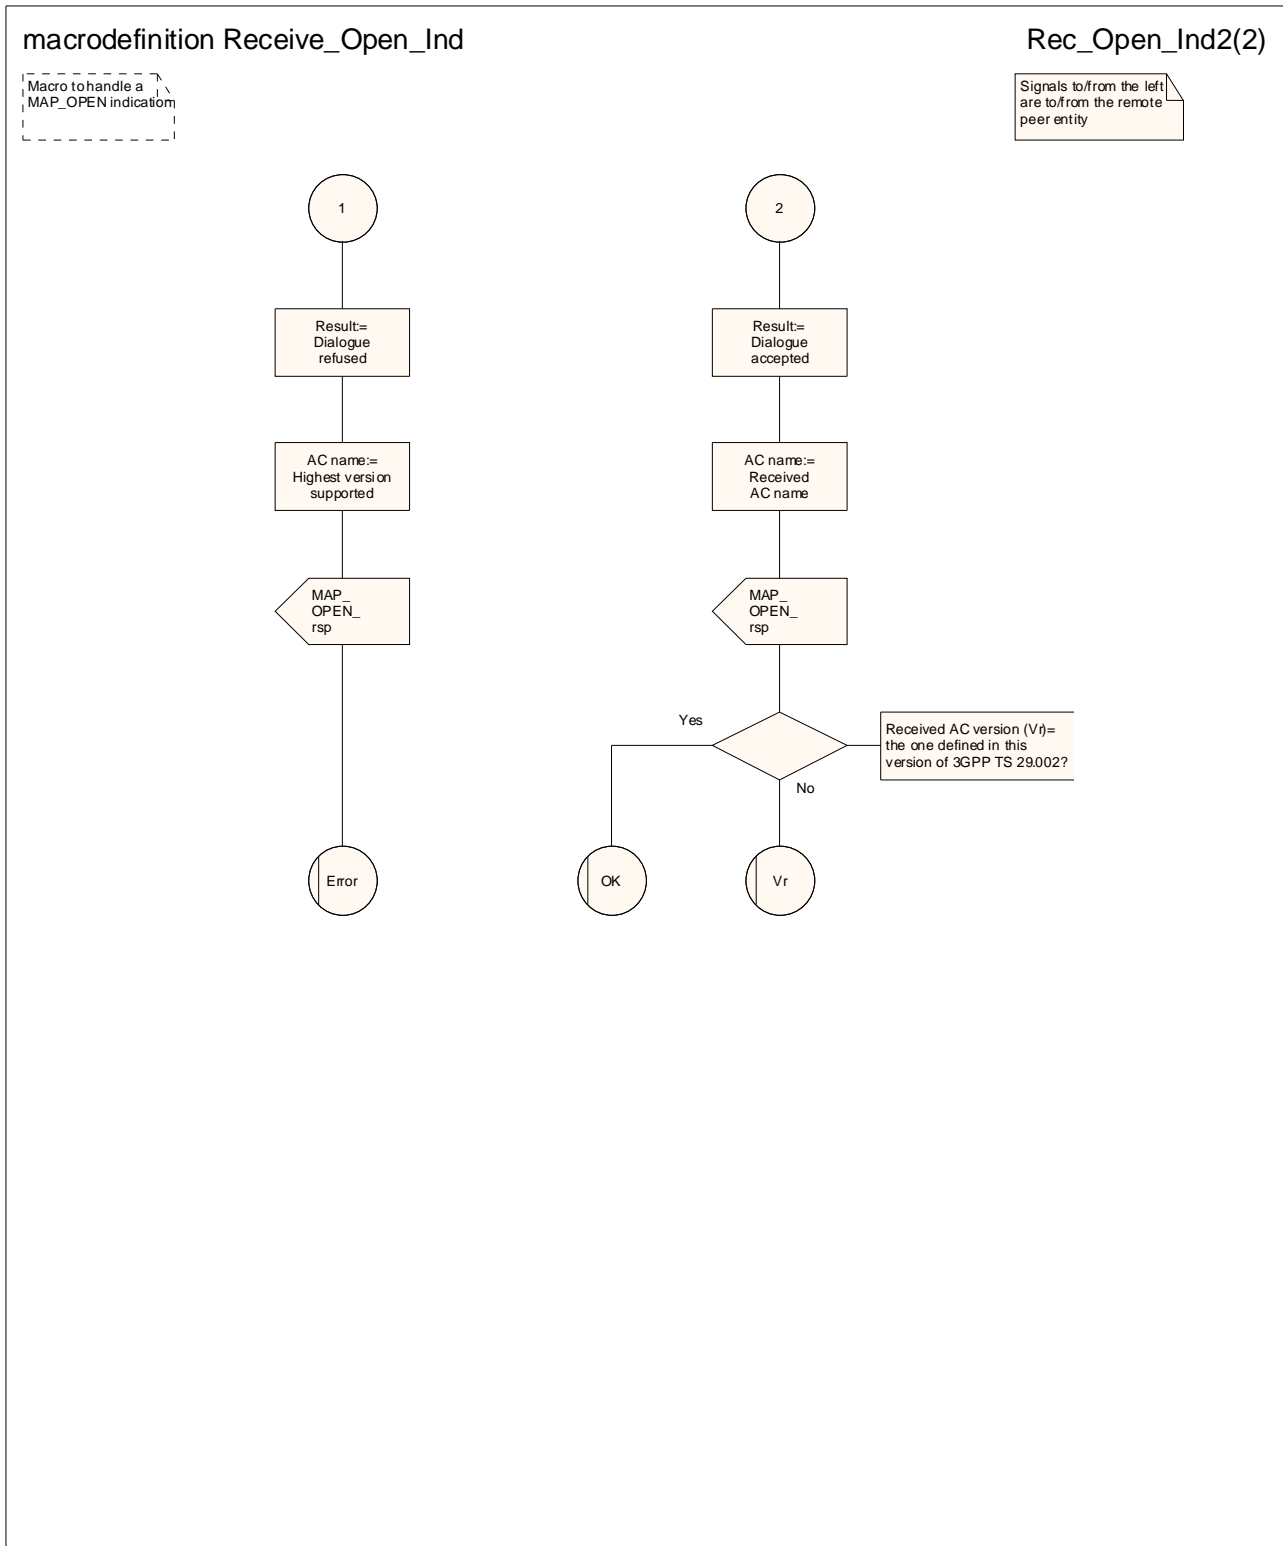 macrodefinition Receive_Open_Ind
Rec_Open_Ind2(2)
Macro to handle a
MAP_OPEN indication
Signals to/from the left
are to/from the remote
peer entity
1
2
Result:=
Dialogue
refused
Result:=
Dialogue
accepted
AC name:=
Highest version
supported
AC name:=
Received
AC name
MAP_
OPEN_
rsp
MAP_
OPEN_
rsp
Yes
Received AC version (Vr)=
the one defined in this
version of 3GPP TS 29.002?
No
Error
OK
Vr